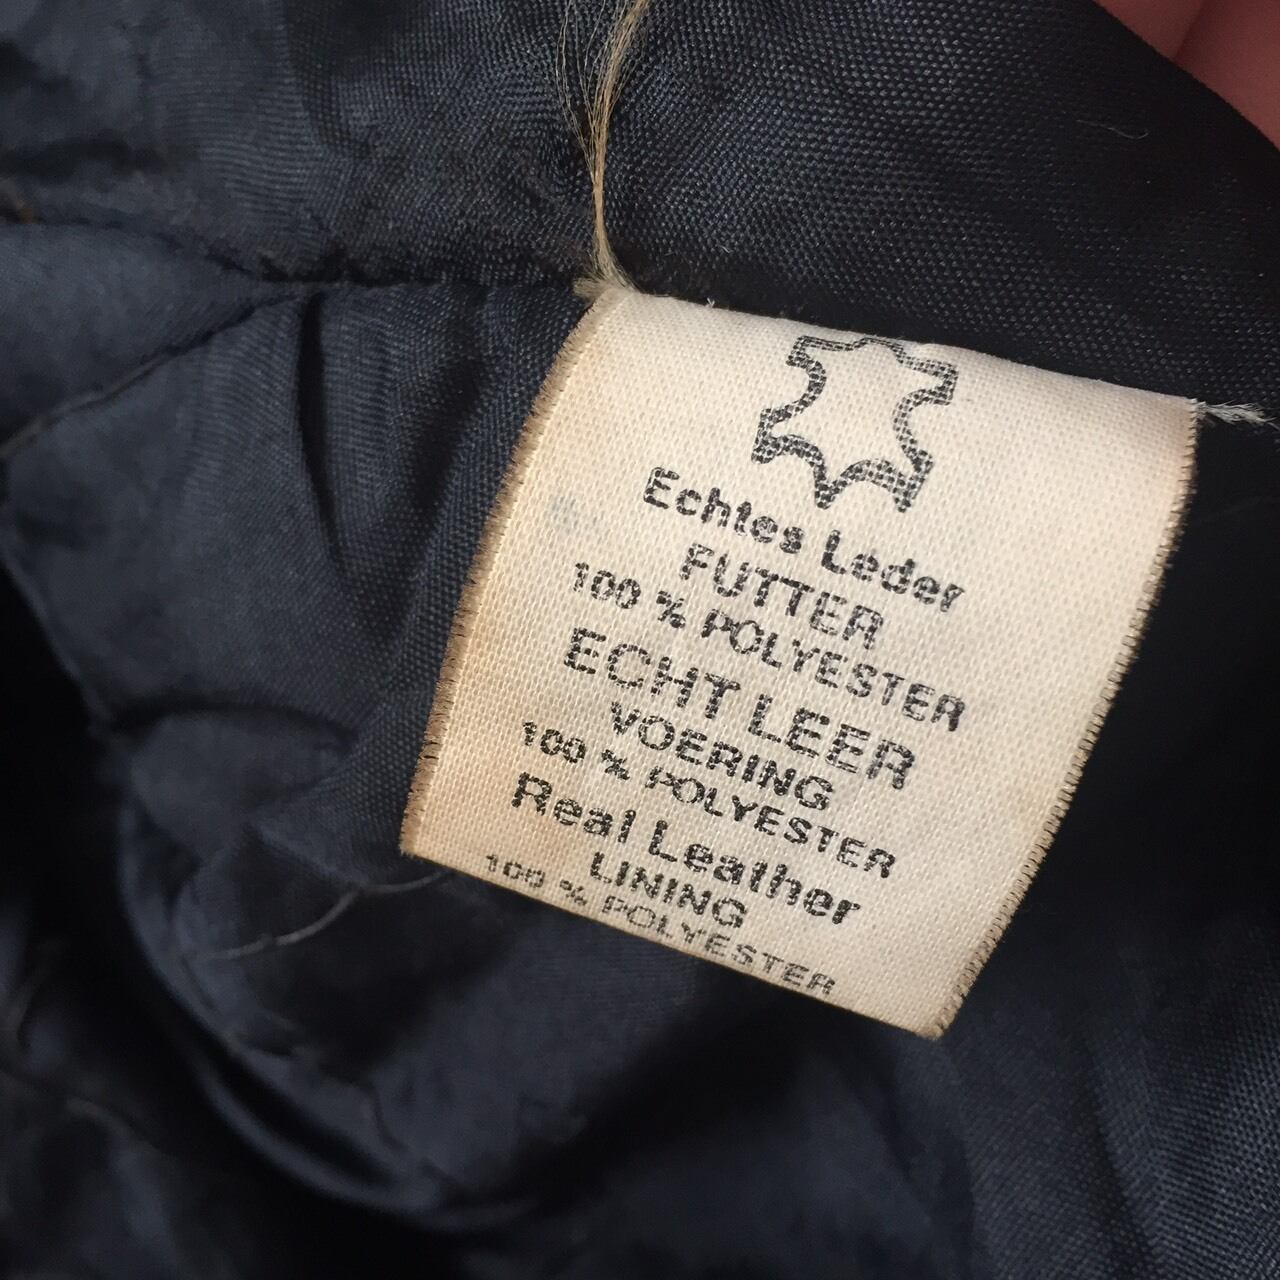 Echtes Leder
FUTTER
100 % POLYESTER
ECHT LEER
VOERING
100 % POLYESTER
Real Leather
LINING
100 % POLYESTER